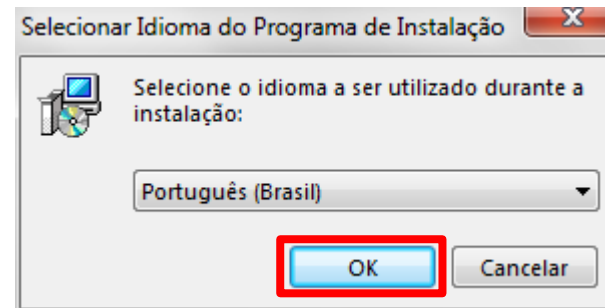 Selecionar Idioma do Programa de Instalação
Selecione o idioma a ser utilizado durante a
instalação:
Português (Brasil)
OK
Cancelar